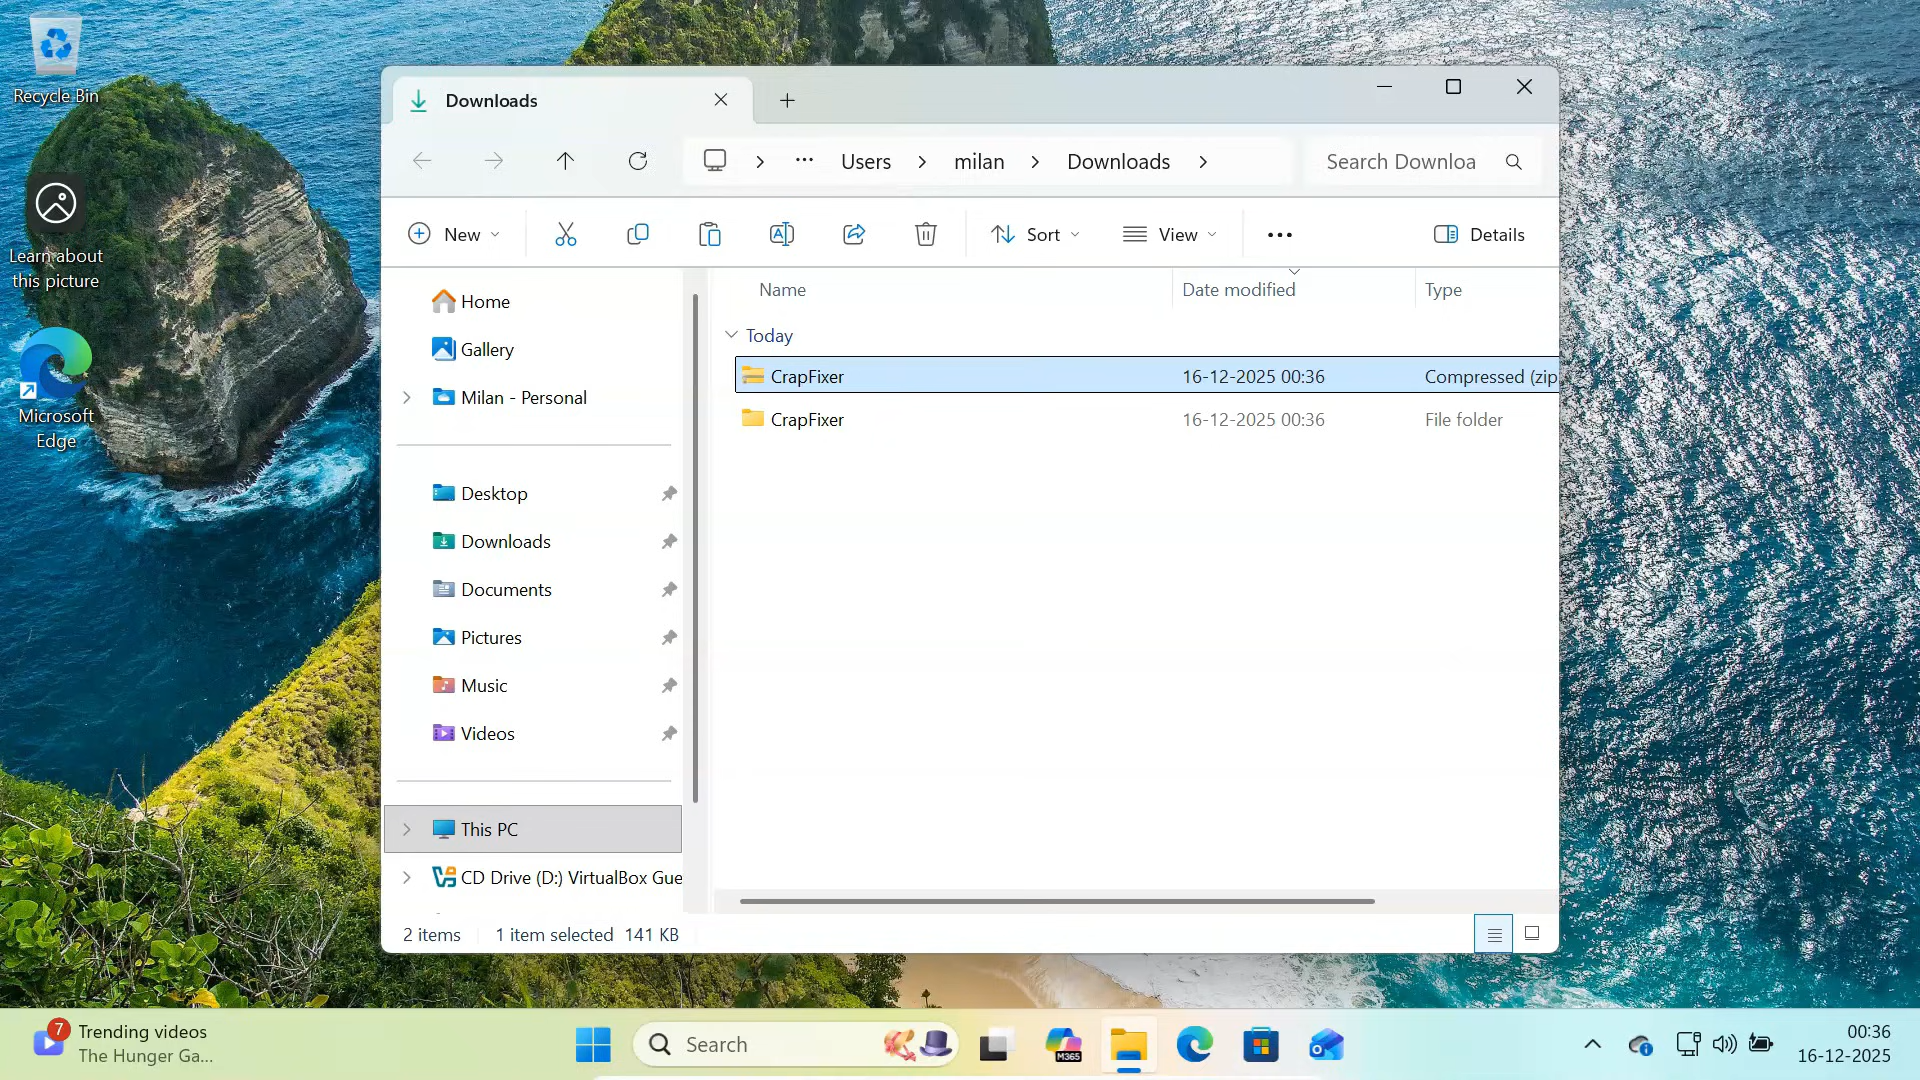 Recycle Bin
Learn about
this picture
Microsoft
Edge
Downloads
Users
milan
Downloads
Search Downloa
New
Sort
View
Details
Home
Gallery
Milan - Personal
Desktop
Downloads
Documents
Pictures
Music
Videos
This PC
CD Drive (D:) VirtualBox Gue
Name
Date modified
Type
Today
CrapFixer
16-12-2025 00:36
Compressed (zip
CrapFixer
16-12-2025 00:36
File folder
2 items
1 item selected
141 KB
7
Trending videos
The Hunger Ga...
Search
M365
00:36
16-12-2025